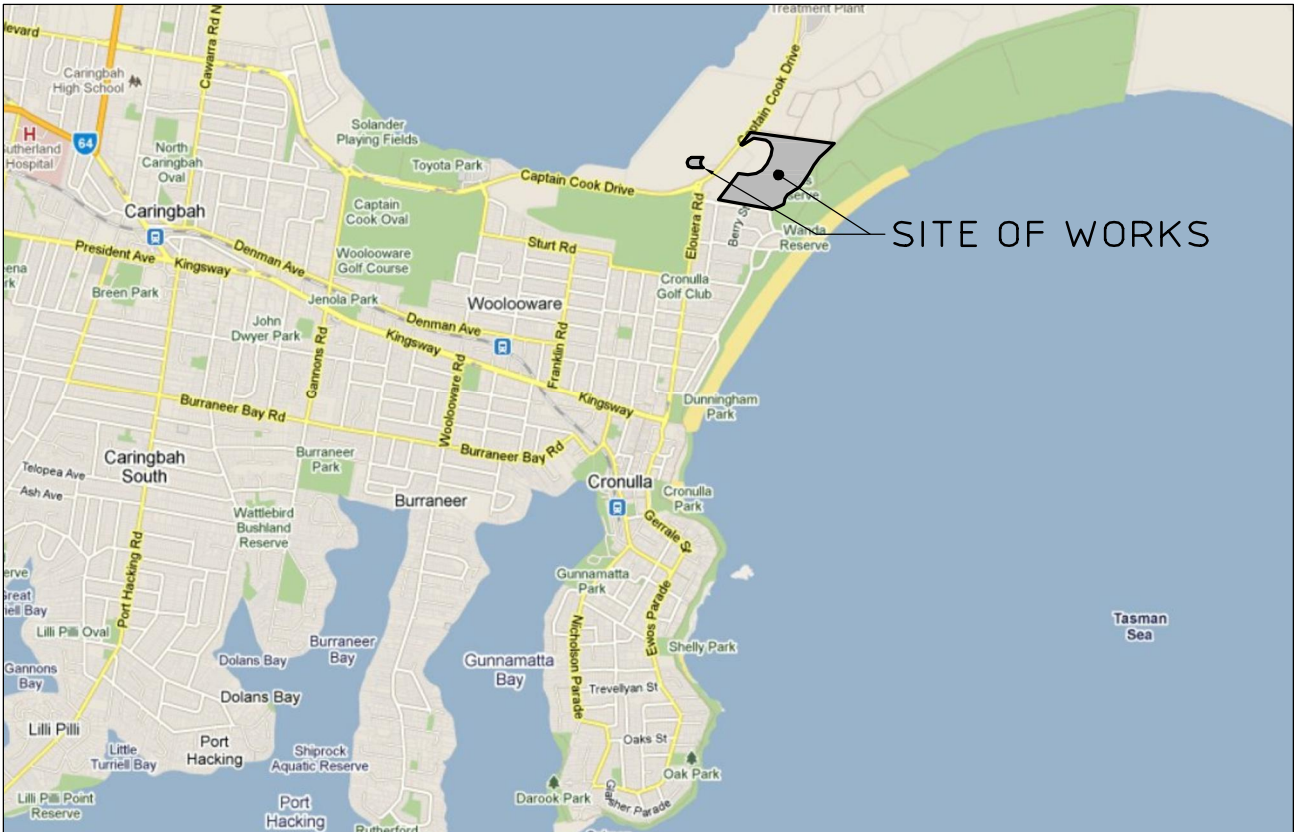 Treatment Plant
levard
Cawarra Rd N
Caringbah
High School
64
H
Sutherland
Hospital
North
Caringbah
Oval
Solander
Playing Fields
Toyota Park
Captain Cook Drive
Captain Cook Drive
Elouera Rd
Berry St
Wanda
Reserve
SITE OF WORKS
Caringbah
Captain
Cook Oval
President Ave
Kingsway
Denman Ave
Woolooware
Golf Course
Sturt Rd
Cronulla
Golf Club
Breen Park
Jenola Park
Woolooware
John
Dwyer Park
Denman Ave
Kingsway
Gannons Rd
Franklin Rd
Woolooware Rd
Kingsway
Dunningham
Park
Burraneer Bay Rd
Burraneer Bay Rd
Caringbah
South
Burraneer
Park
Telopea Ave
Ash Ave
Burraneer
Cronulla
Cronulla
Park
Wattlebird
Bushland
Reserve
Gerrale St
Port Hacking Rd
Gunnamatta
Park
Ewos Parade
Nicholson Parade
Tasman
Sea
Lilli Pilli Oval
Burraneer
Bay
Dolans Bay
Gunnamatta
Bay
Shelly Park
Gannons
Bay
Dolans Bay
Trevellyan St
Lilli Pilli
Little
Turriell Bay
Port
Hacking
Shiprock
Aquatic Reserve
Oaks St
Oak Park
Lilli Pilli Point
Reserve
Port
Hacking
Darook Park
Rutherford